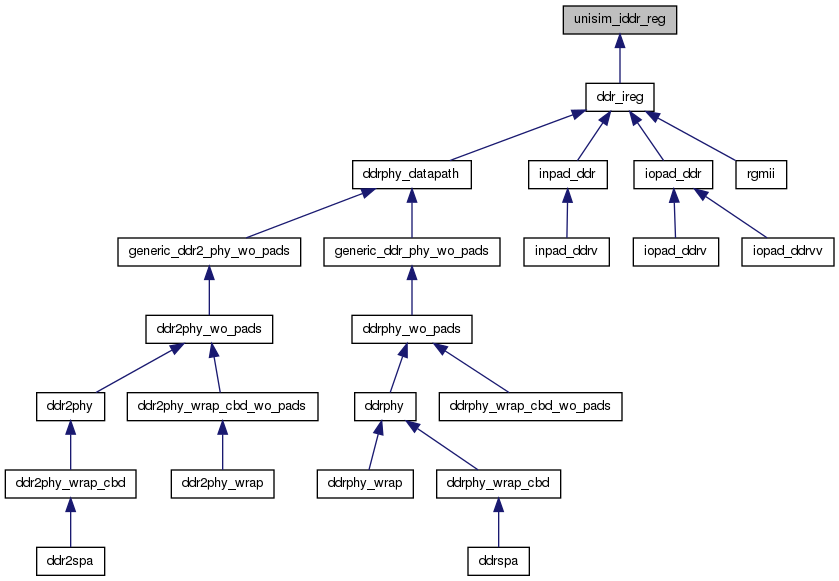 unisim_iddr_reg
ddr_ireg
ddrphy_datapath
inpad_ddr
iopad_ddr
rgmii
generic_ddr2_phy_wo_pads
generic_ddr_phy_wo_pads
inpad_ddrv
iopad_ddrv
iopad_ddrvv
ddr2phy_wo_pads
ddrphy_wo_pads
ddr2phy
ddr2phy_wrap_cbd_wo_pads
ddrphy
ddrphy_wrap_cbd_wo_pads
ddr2phy_wrap_cbd
ddr2phy_wrap
ddrphy_wrap
ddrphy_wrap_cbd
ddr2spa
ddrspa